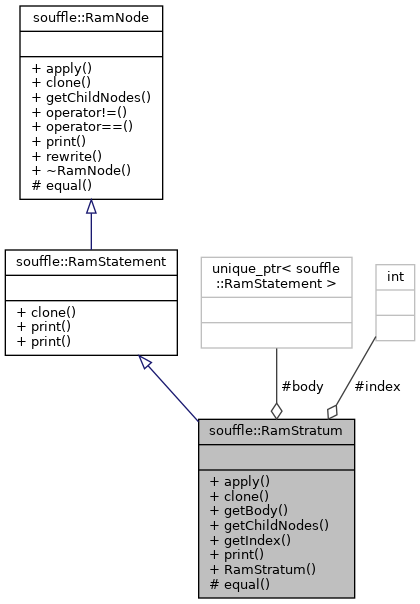 souffle::RamNode
+ apply()
+ clone()
+ getChildNodes()
+ operator!=()
+ operator==()
+ print()
+ rewrite()
+ ~RamNode()
# equal()
souffle::RamStatement
+ clone()
+ print()
+ print()
unique_ptr< souffle
::RamStatement >
int
#body
#index
souffle::RamStratum
+ apply()
+ clone()
+ getBody()
+ getChildNodes()
+ getIndex()
+ print()
+ RamStratum()
# equal()